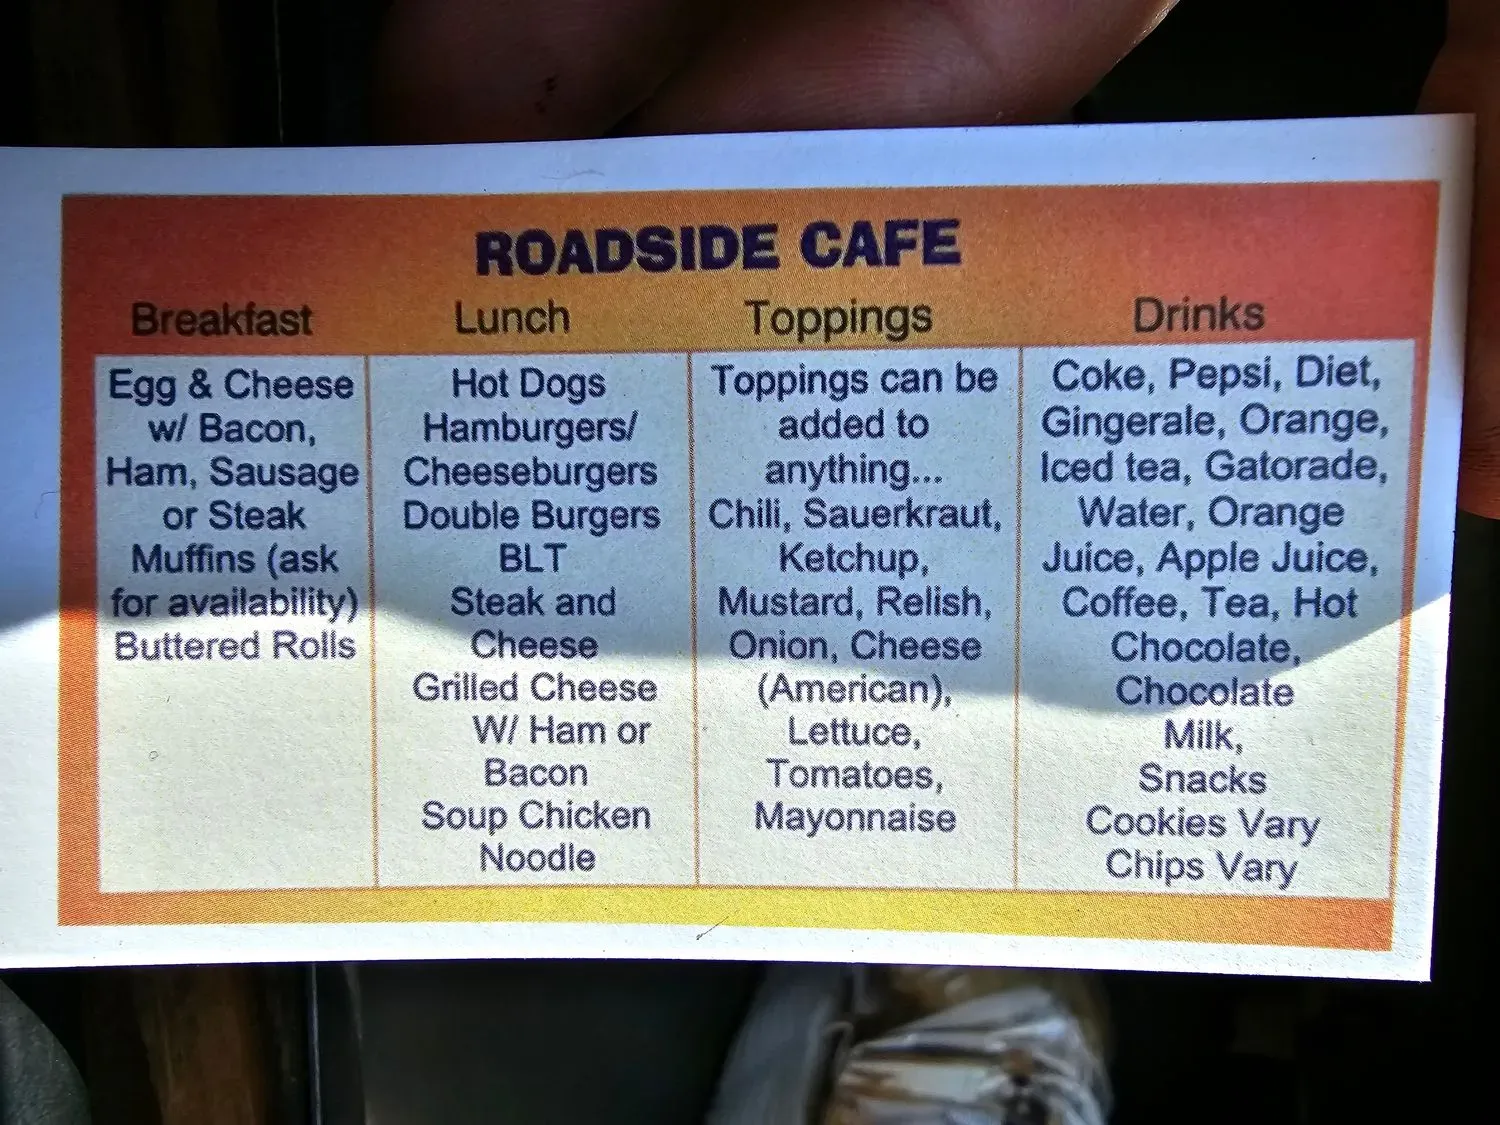 ROADSIDE CAFE
Breakfast
Egg & Cheese
w/ Bacon,
Ham, Sausage
or Steak
Muffins (ask
for availability)
Buttered Rolls
Lunch
Hot Dogs
Hamburgers/
Cheeseburgers
Double Burgers
BLT
Steak and
Cheese
Grilled Cheese
W/ Ham or
Bacon
Soup Chicken
Noodle
Toppings
Toppings can be
added to
anything...
Chili, Sauerkraut,
Ketchup,
Mustard, Relish,
Onion, Cheese
(American),
Lettuce,
Tomatoes,
Mayonnaise
Drinks
Coke, Pepsi, Diet,
Gingerale, Orange,
Iced tea, Gatorade,
Water, Orange
Juice, Apple Juice,
Coffee, Tea, Hot
Chocolate,
Chocolate
Milk,
Snacks
Cookies Vary
Chips Vary